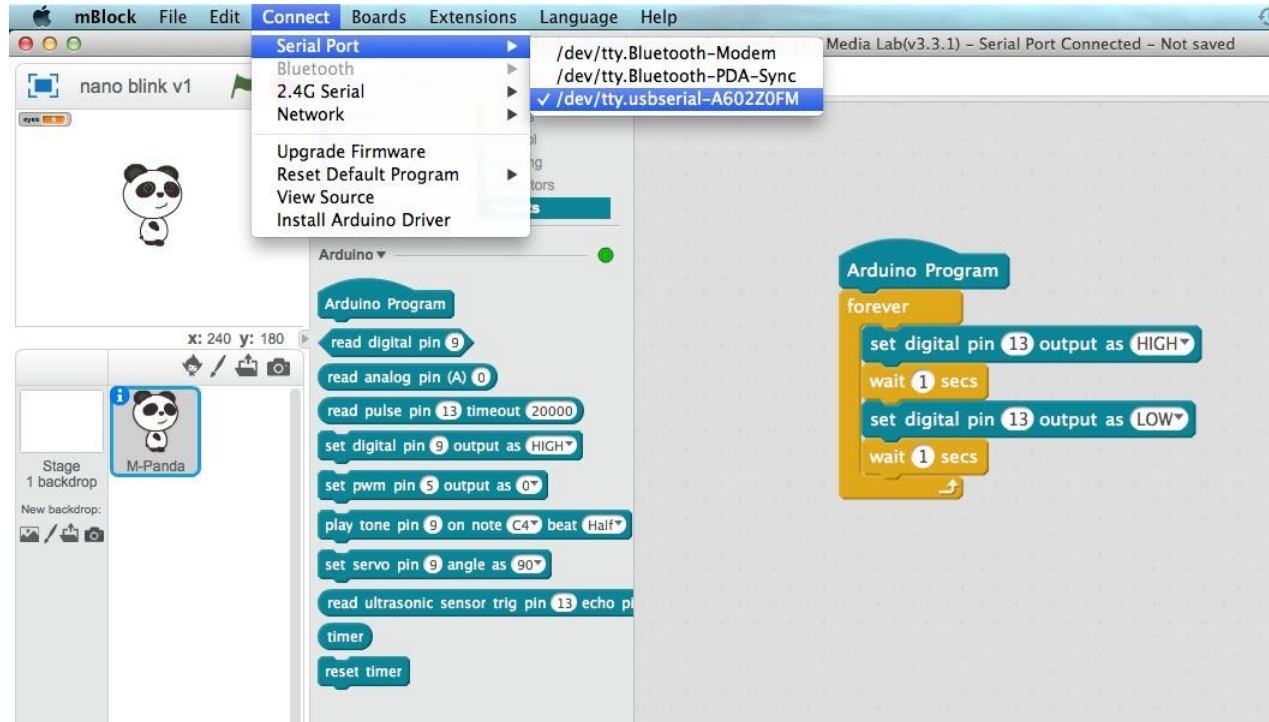 mBlock File Edit Connect Boards Extensions Language Help
Media Lab(v3.3.1) – Serial Port Connected – Not saved
Serial Port
Bluetooth
2.4G Serial
Network
Upgrade Firmware
Reset Default Program
View Source
Install Arduino Driver
/dev/tty.Bluetooth-Modem
/dev/tty.Bluetooth-PDA-Sync
✓ /dev/tty.usbserial-A602Z0FM
nano blink v1
eyes
x: 240 y: 180
Stage
1 backdrop
New backdrop:
M-Panda
Arduino
Arduino Program
read digital pin 9
read analog pin (A) 0
read pulse pin 13 timeout 20000
set digital pin 9 output as HIGH
set pwm pin 5 output as 0
play tone pin 9 on note C4 beat Half
set servo pin 9 angle as 90
read ultrasonic sensor trig pin 13 echo pi
timer
reset timer
Arduino Program
forever
set digital pin 13 output as HIGH
wait 1 secs
set digital pin 13 output as LOW
wait 1 secs